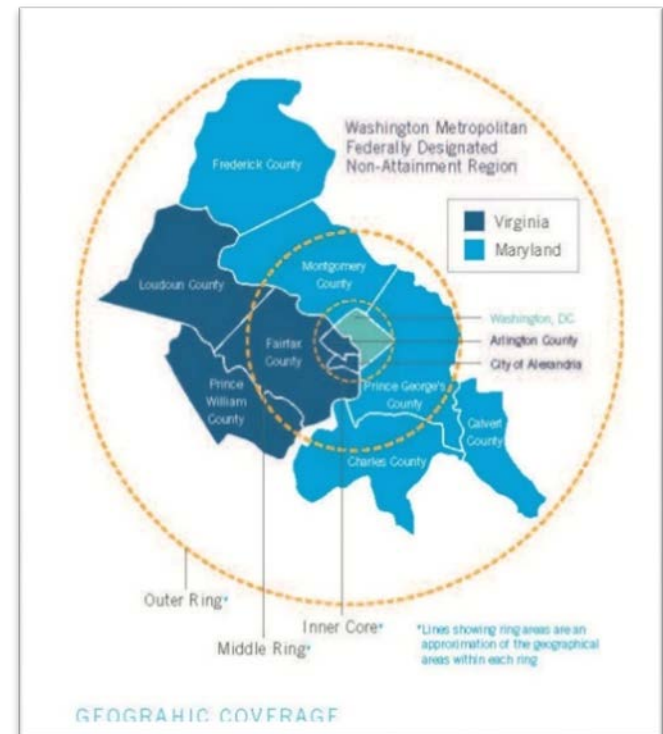 Washington Metropolitan
Federally Designated
Non-Attainment Region
Frederick County
Virginia
Maryland
Montgomery
County
Loudoun County
Washington, DC
Arlington County
City of Alexandria
Fairfax
County
Prince
William
County
Prince George's
County
Calvert
County
Charles County
Outer Ring*
Inner Core*
Middle Ring*
*Lines showing ring areas are an
approximation of the geographical
areas within each ring
GEOGRAHIC COVERAGE